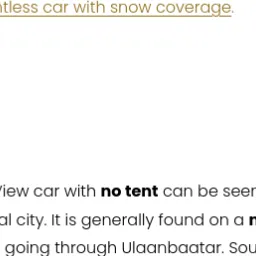 ntless car with snow coverage.
View car with no tent can be seen
al city. It is generally found on a
going through Ulaanbaatar. Sou